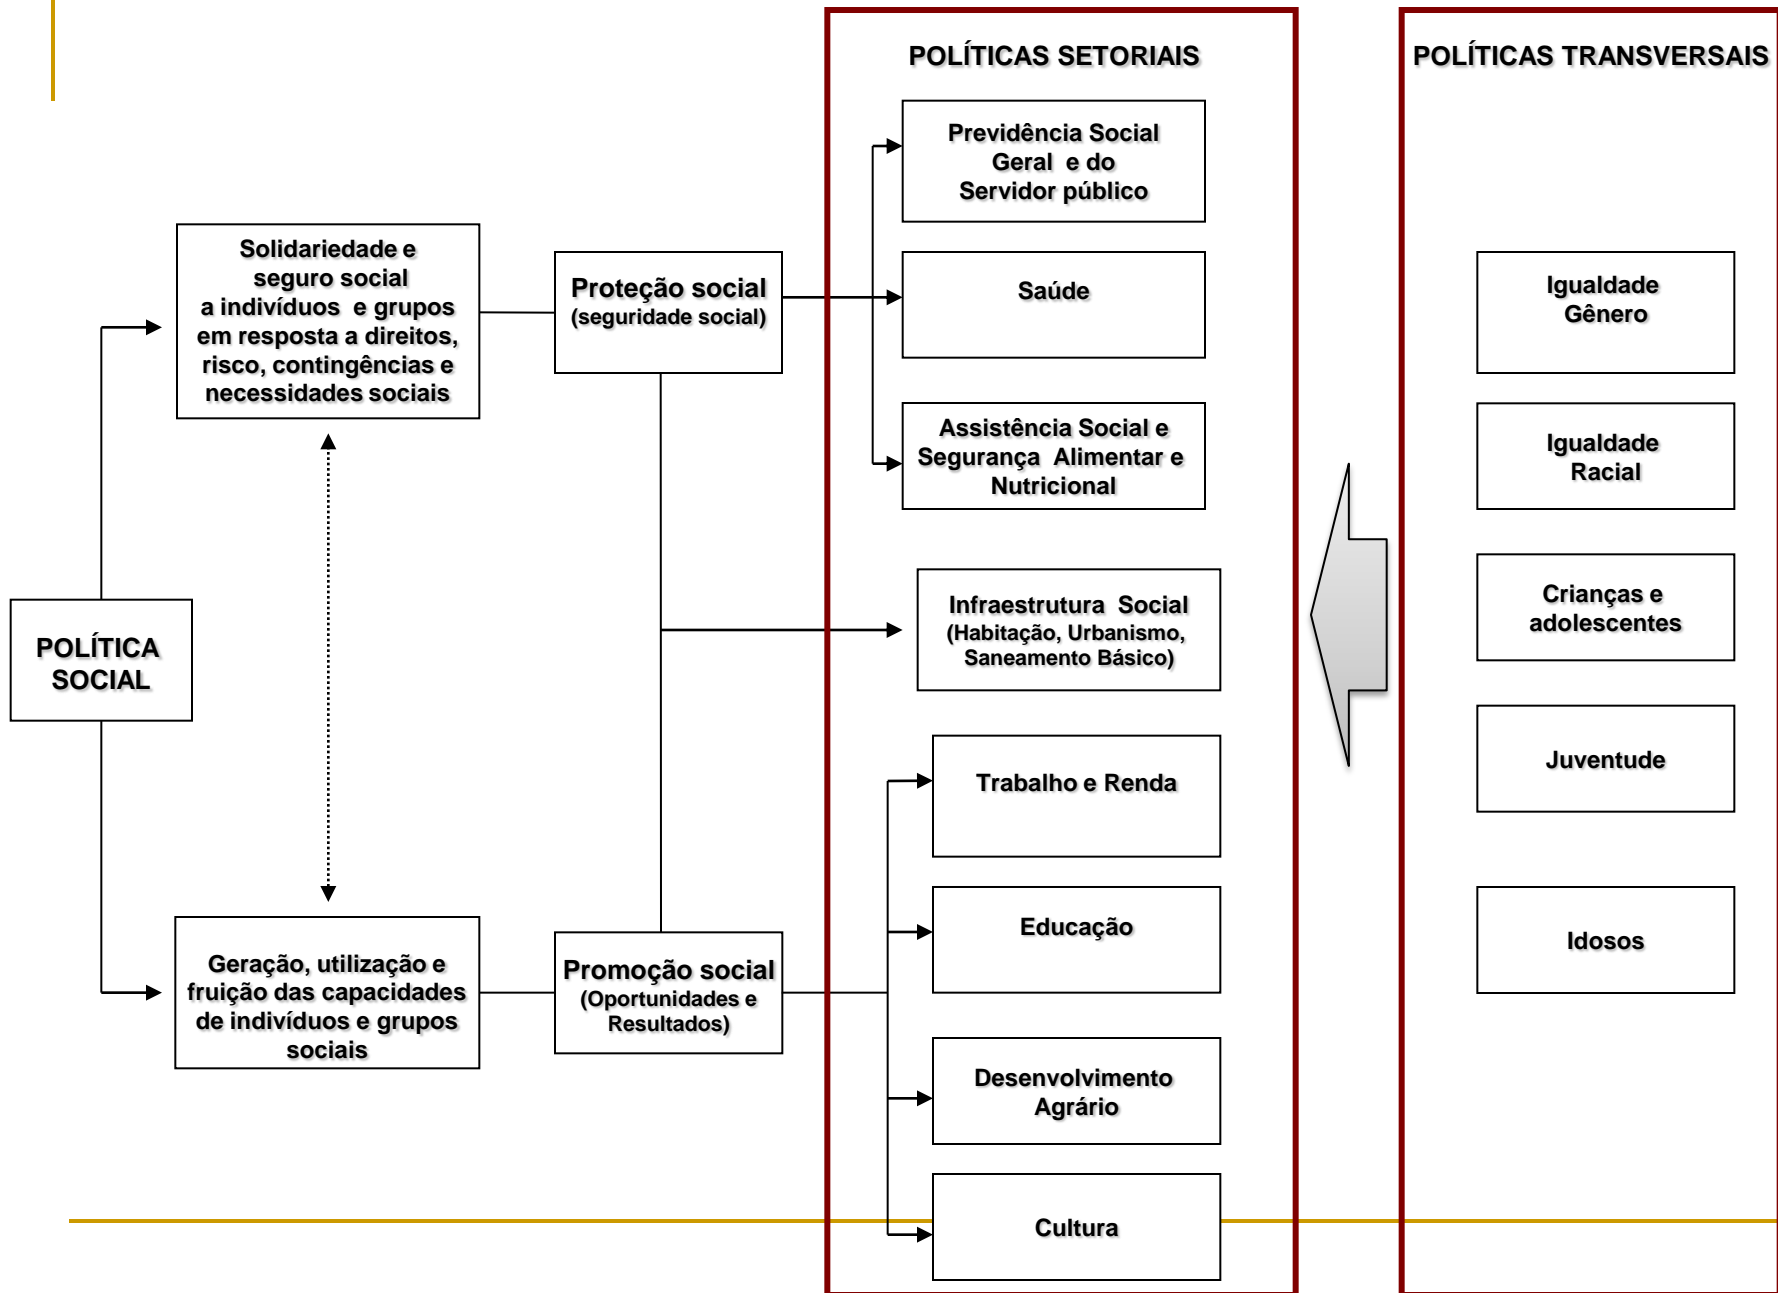 POLÍTICAS SETORIAIS
POLÍTICAS TRANSVERSAIS
Previdência Social
Geral e do
Servidor público
Solidariedade e
seguro social
a indivíduos e grupos
em resposta a direitos,
risco, contingências e
necessidades sociais
Proteção social
(seguridade social)
Saúde
Igualdade
Gênero
Assistência Social e
Segurança Alimentar e
Nutricional
Igualdade
Racial
POLÍTICA
SOCIAL
Infraestrutura Social
(Habitação, Urbanismo,
Saneamento Básico)
Crianças e
adolescentes
Trabalho e Renda
Juventude
Geração, utilização e
fruição das capacidades
de indivíduos e grupos
sociais
Promoção social
(Oportunidades e
Resultados)
Educação
Idosos
Desenvolvimento
Agrário
Cultura